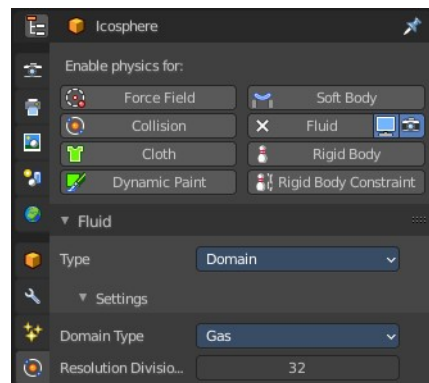 Icosphere
Enable physics for:
Force Field Soft Body
Collision Fluid
Cloth Rigid Body
Dynamic Paint Rigid Body Constraint
Fluid
Type Domain
Settings
Domain Type Gas
Resolution Divisio... 32